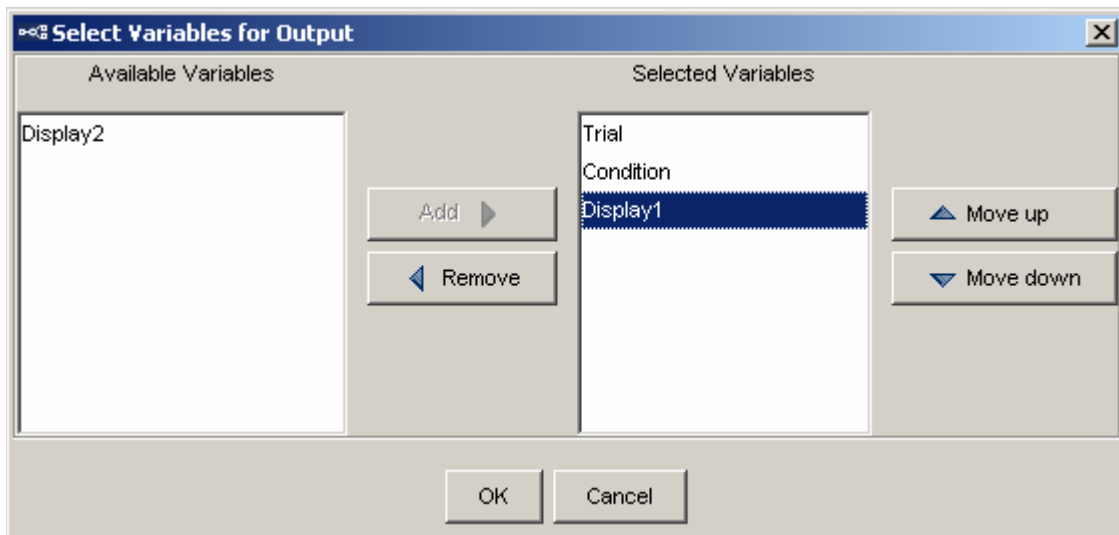 Select Variables for Output
Available Variables
Selected Variables
Display2
Trial
Condition
Display1
Add
Remove
Move up
Move down
OK
Cancel